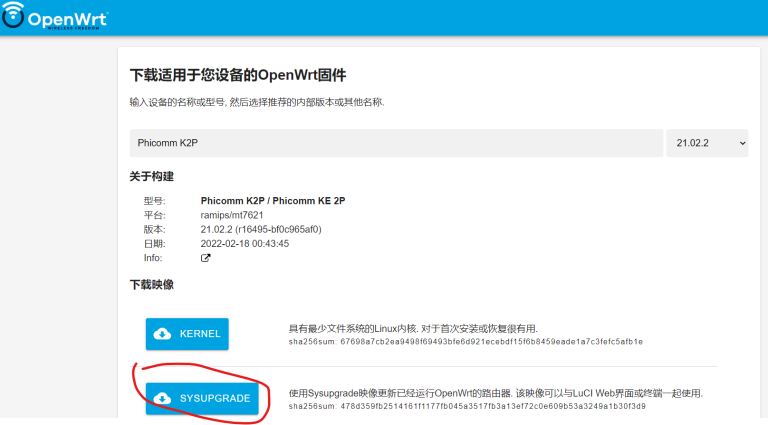 OpenWrt
WIRELESS FREEDOM
下载适用于您设备的OpenWrt固件
输入设备的名称或型号, 然后选择推荐的内部版本或其他名称.
Phicomm K2P
21.02.2
关于构建
型号: Phicomm K2P / Phicomm KE 2P
平台: ramips/mt7621
版本: 21.02.2 (r16495-bf0c965af0)
日期: 2022-02-18 00:43:45
Info:
下载映像
KERNEL
具有最少文件系统的Linux内核. 对于首次安装或恢复很有用.
sha256sum: 67698a7cb2ea9498f69493bfe6d921ecebdf15f6b8459eade1a7c3fefc5afb1e
SYSUPGRADE
使用Sysupgrade映像更新已经运行OpenWrt的路由器. 该映像可以与LuCI Web界面或终端一起使用.
sha256sum: 478d359fb2514161f1177fb045a3517fb3a13ef72c0e609b53a3249a1b30f3d9